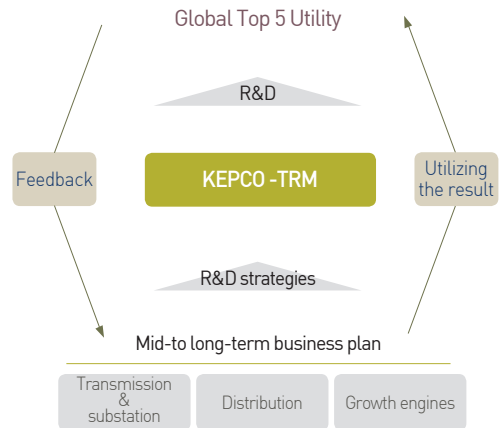 Global Top 5 Utility
R&D
Feedback
KEPCO -TRM
Utilizing
the result
R&D strategies
Mid-to long-term business plan
Transmission
&
substation
Distribution
Growth engines